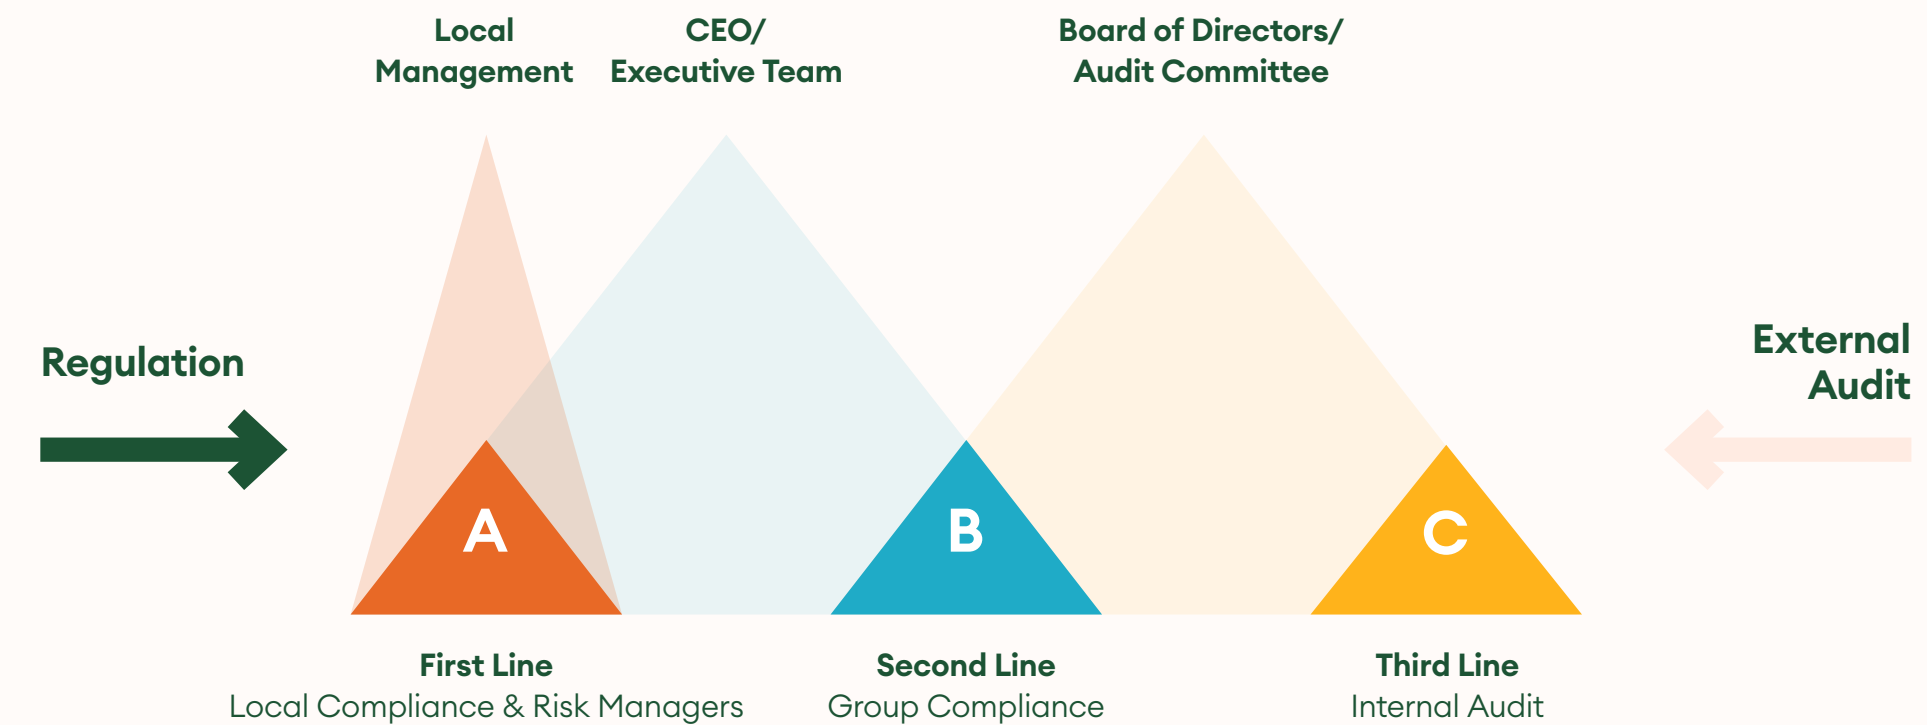 Local
Management
CEO/
Executive Team
Board of Directors/
Audit Committee
Regulation
External
Audit
A
B
C
First Line
Local Compliance & Risk Managers
Second Line
Group Compliance
Third Line
Internal Audit